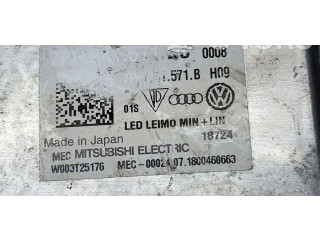 0008
.571.B H09
01S
LED LEIMO MIN + LIN
Made in Japan 18724
MEC MITSUBISHI ELECTRIC
W003T25176 MEC-00024.07.1800460663